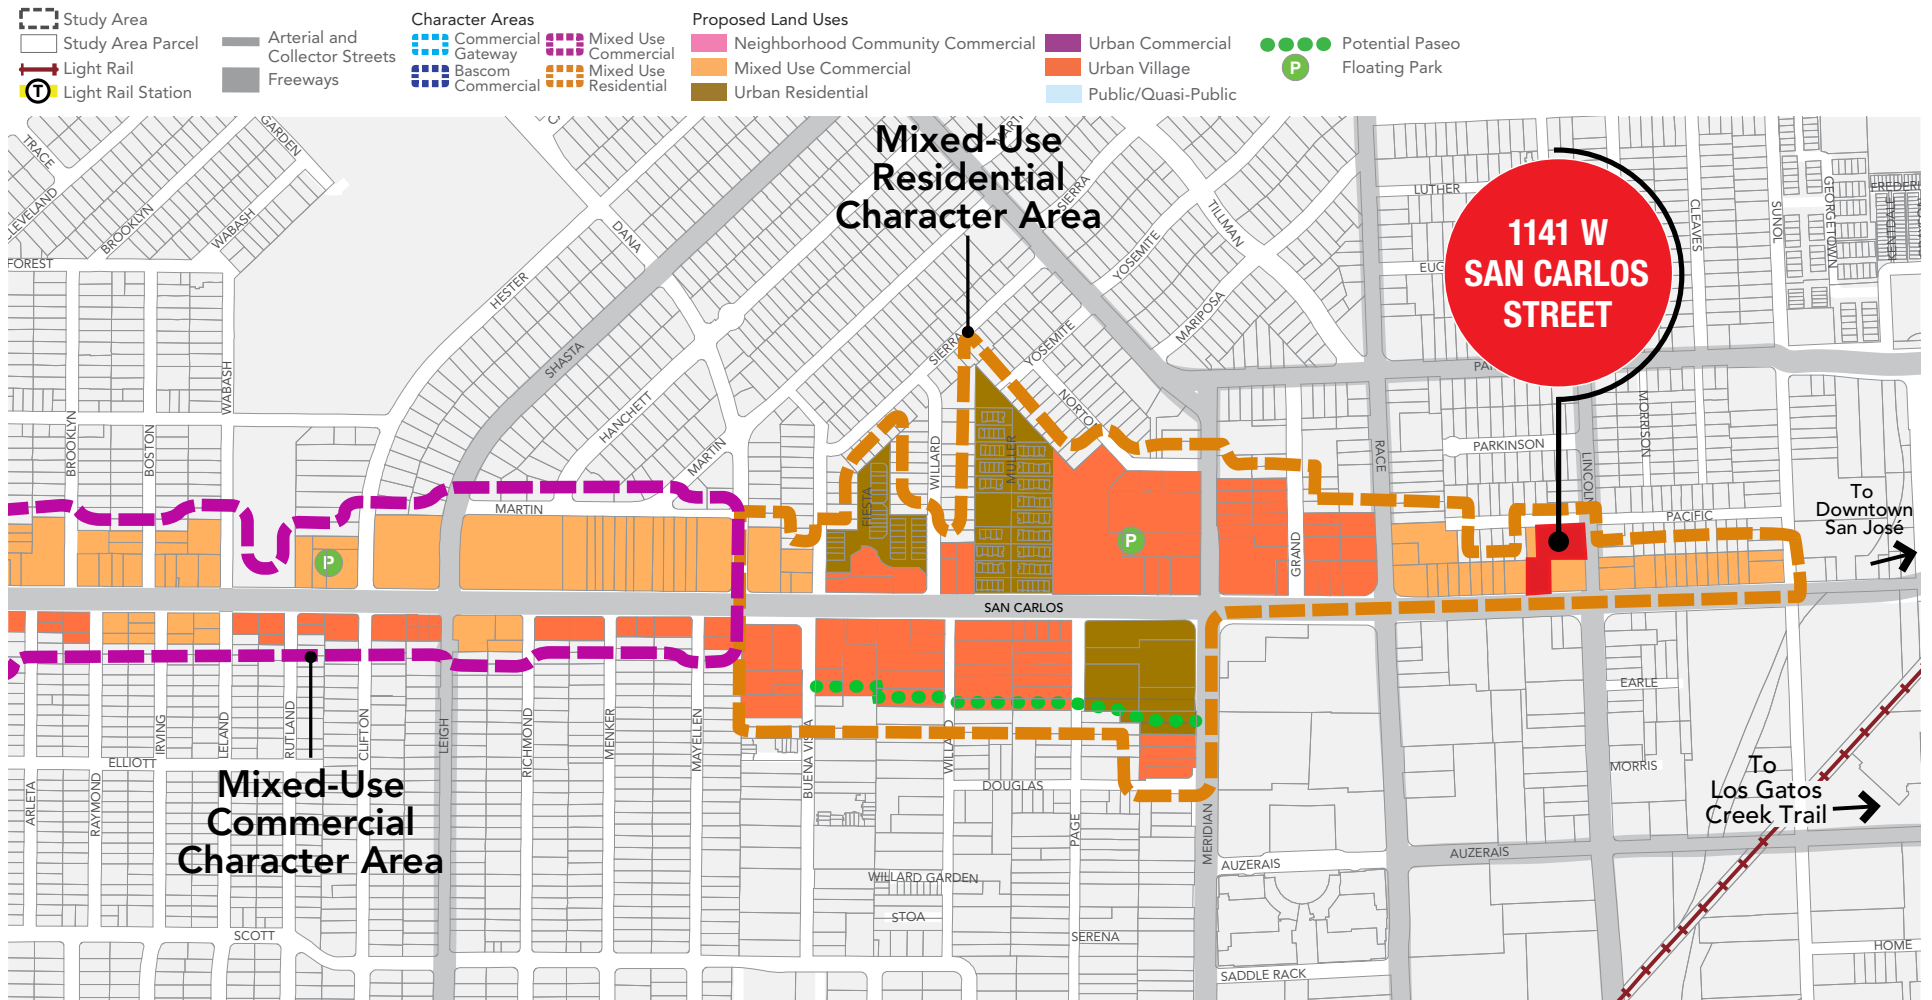 Study Area
Study Area Parcel
Light Rail
T
Light Rail Station
Arterial and
Collector Streets
Freeways
Character Areas
Commercial
Gateway
Bascom
Commercial
Mixed Use
Commercial
Mixed Use
Residential
Proposed Land Uses
Neighborhood Community Commercial
Mixed Use Commercial
Urban Residential
Urban Commercial
Urban Village
Public/Quasi-Public
Potential Paseo
P
Floating Park
Mixed-Use
Residential
Character Area
1141 W
SAN CARLOS
STREET
TRACE
CLEVELAND
GARDEN
BROOKLYN
WABASH
FOREST
HESTER
DANA
SHASTA
HANCHETT
MARTIN
SIERRA
YOSEMITE
TILLMAN
MARIPOSA
SIERRA
YOSEMITE
NORTON
LUTHER
CLEAVES
SUNOL
GEORGETOWN
KENTDALE
BROOKLYN
BOSTON
WABASH
MARTIN
FIESTA
WILLARD
MULLER
P
P
GRAND
RACE
PARKINSON
LINCOLN
MORRISON
PACIFIC
To
Downtown
San José
SAN CARLOS
IRVING
LELAND
RUTLAND
CLIFTON
LEIGH
RICHMOND
MENKER
MAYELLEN
BUENA VISTA
WILLARD
DOUGLAS
PAGE
MERIDIAN
EARLE
MORRIS
ELLIOTT
ARLETA
RAYMOND
Mixed-Use
Commercial
Character Area
To
Los Gatos
Creek Trail
AUZERAIS
AUZERAIS
WILLARD GARDEN
STOA
SCOTT
SERENA
SADDLE RACK
HOME